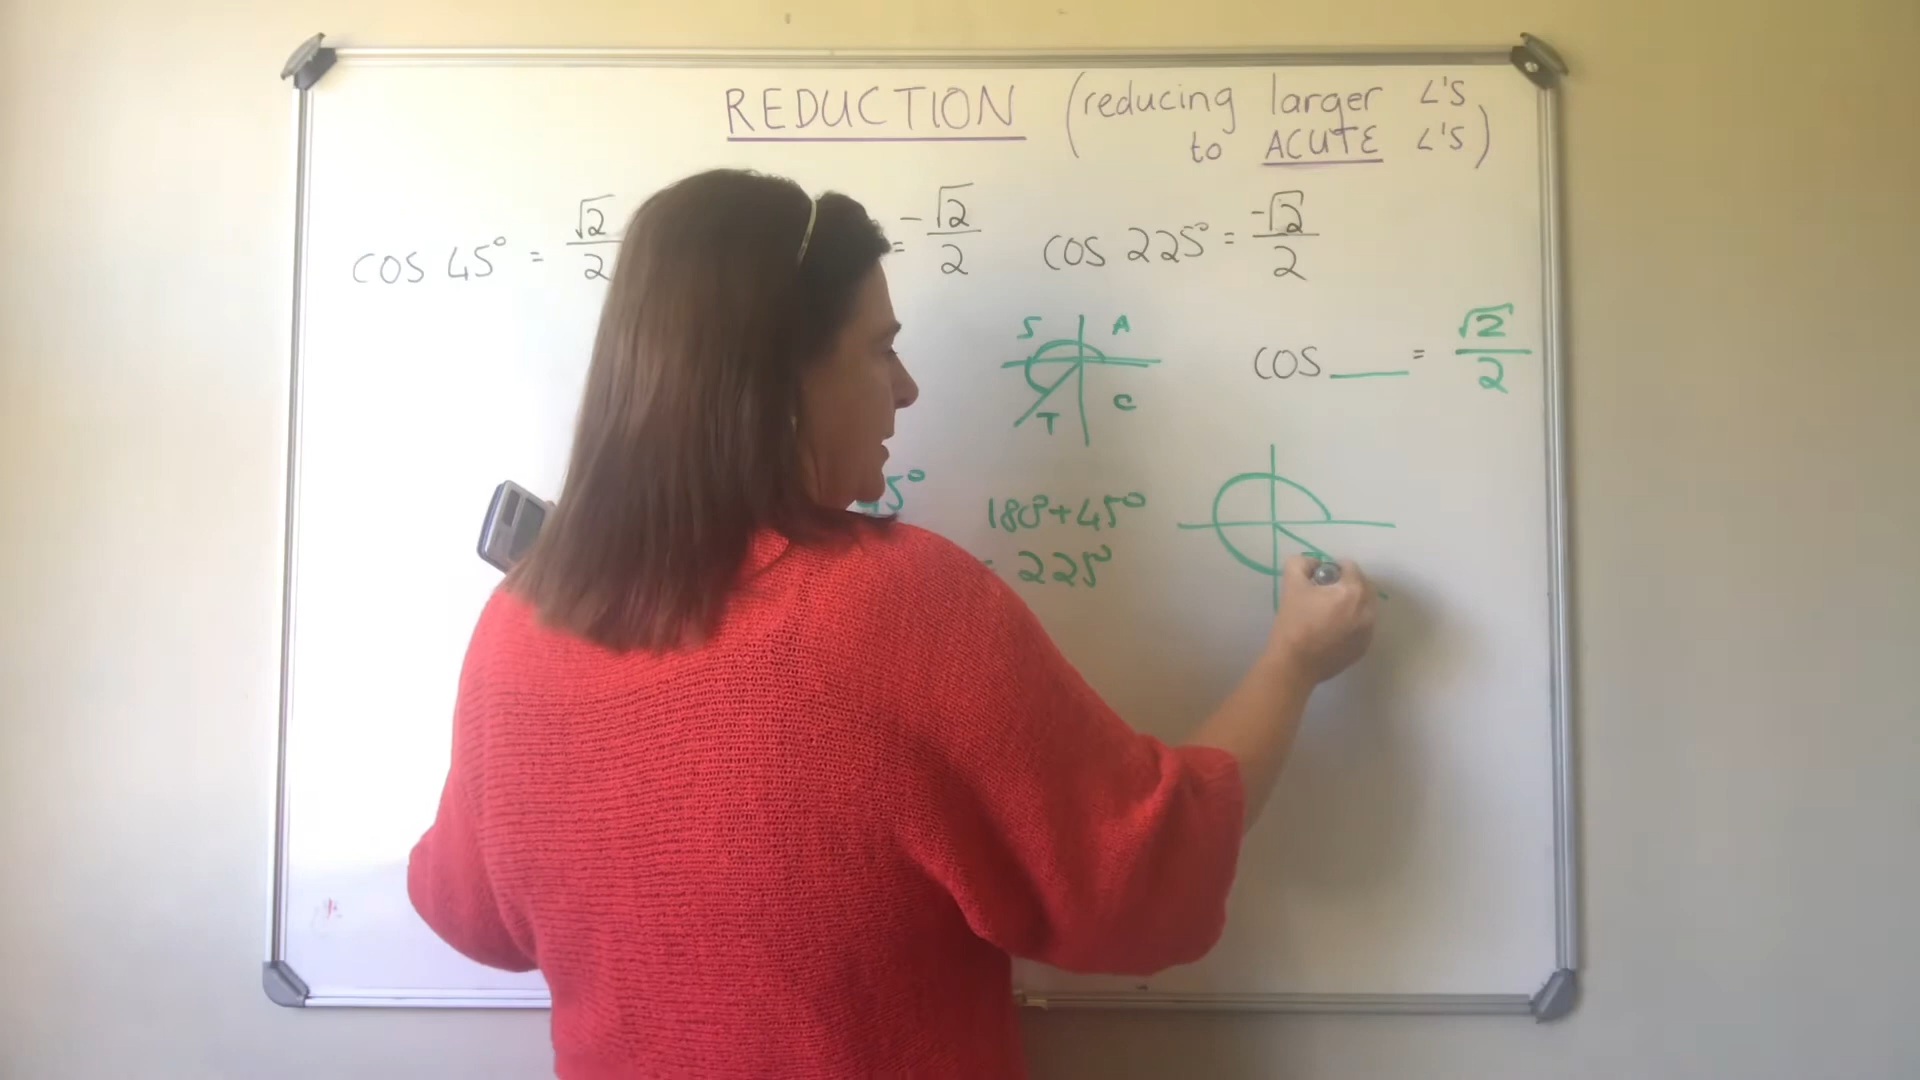 REDUCTION (reducing larger ∠'S
to ACUTE ∠'S)
cos 45° = √2/2
= -√2/2
cos 225° = -√2/2
S A
T C
cos ___ = √2/2
45°
180°+45°
= 225°